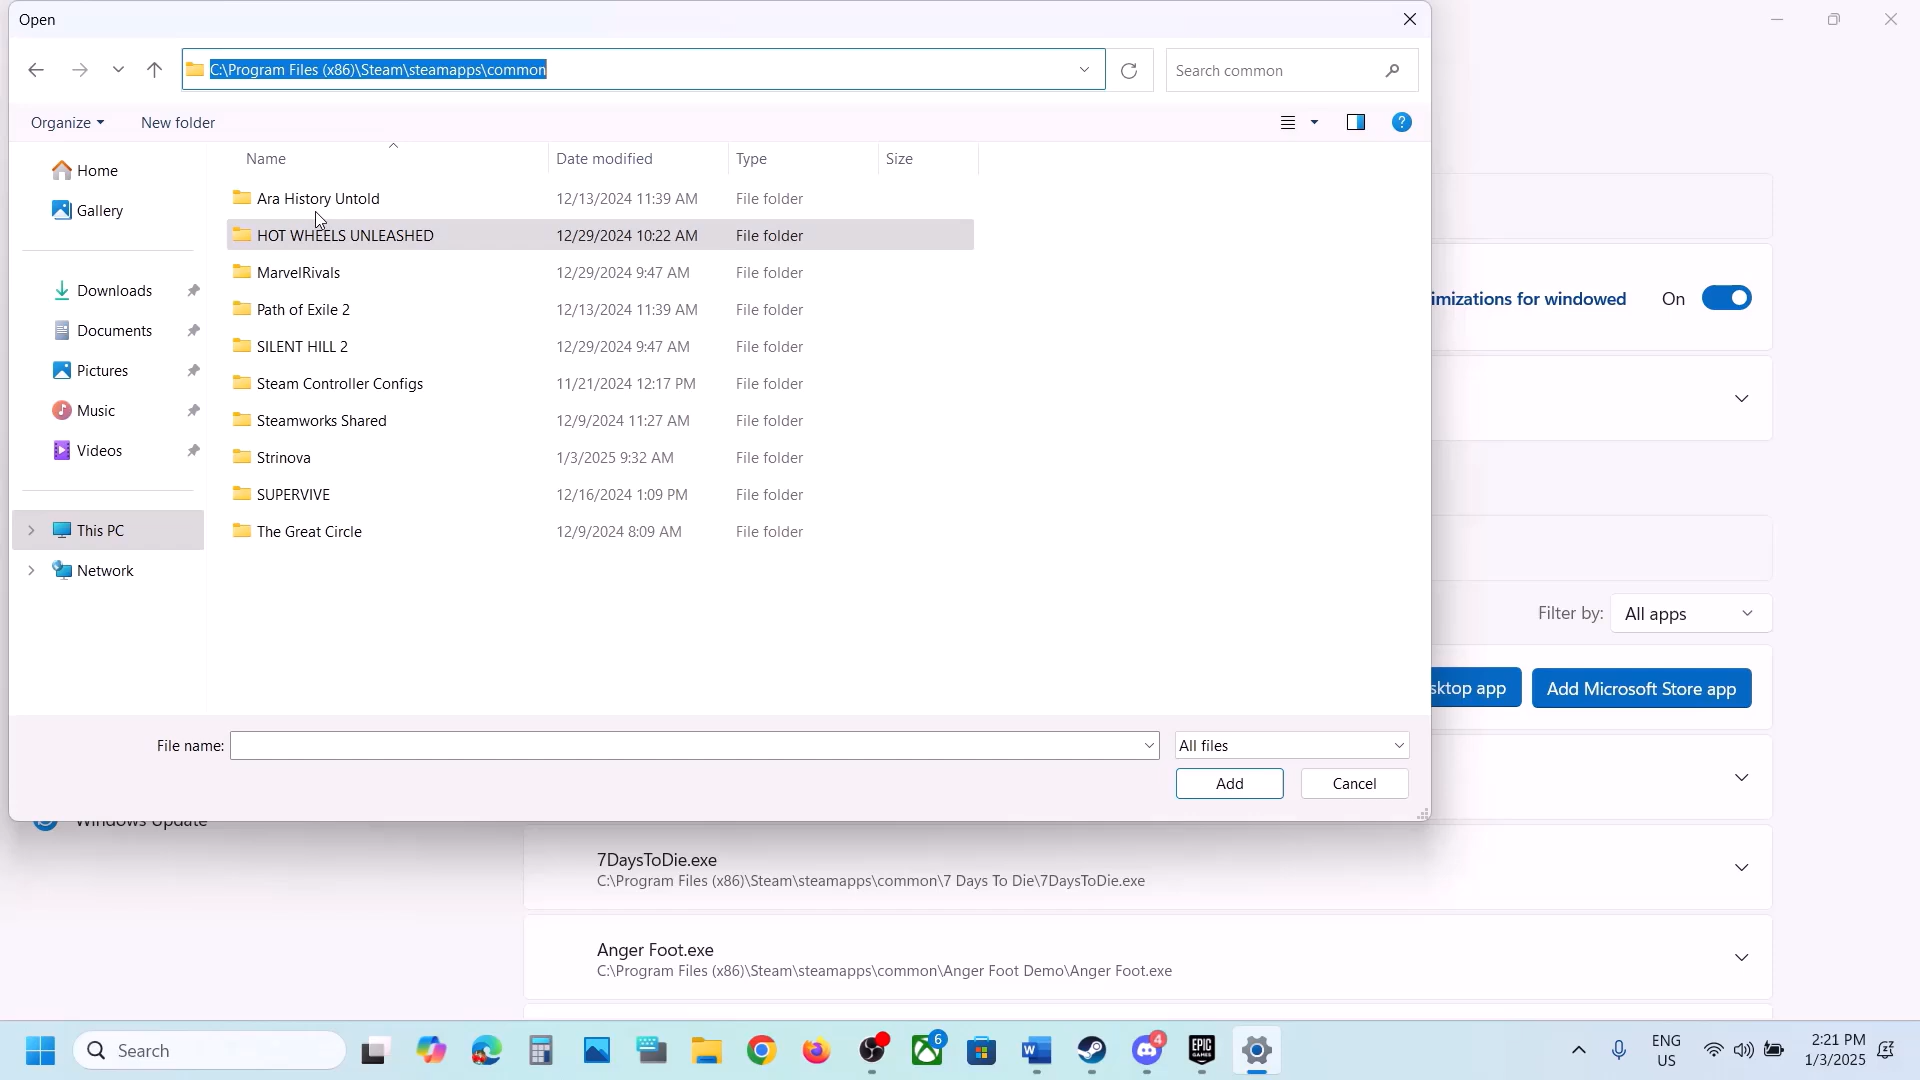 Open
C:\Program Files (x86)\Steam\steamapps\common
Search common
Organize
New folder
Name
Date modified
Type
Size
Home
Gallery
Downloads
Documents
Pictures
Music
Videos
This PC
Network
Ara History Untold 12/13/2024 11:39 AM File folder
HOT WHEELS UNLEASHED 12/29/2024 10:22 AM File folder
MarvelRivals 12/29/2024 9:47 AM File folder
Path of Exile 2 12/13/2024 11:39 AM File folder
SILENT HILL 2 12/29/2024 9:47 AM File folder
Steam Controller Configs 11/21/2024 12:17 PM File folder
Steamworks Shared 12/9/2024 11:27 AM File folder
Strinova 1/3/2025 9:32 AM File folder
SUPERVIVE 12/16/2024 1:09 PM File folder
The Great Circle 12/9/2024 8:09 AM File folder
File name:
All files
Add
Cancel
imizations for windowed
On
Filter by:
All apps
sktop app
Add Microsoft Store app
Windows Update
7DaysToDie.exe
C:\Program Files (x86)\Steam\steamapps\common\7 Days To Die\7DaysToDie.exe
Anger Foot.exe
C:\Program Files (x86)\Steam\steamapps\common\Anger Foot Demo\Anger Foot.exe
Search
6
4
EPIC
GAMES
ENG
US
2:21 PM
1/3/2025